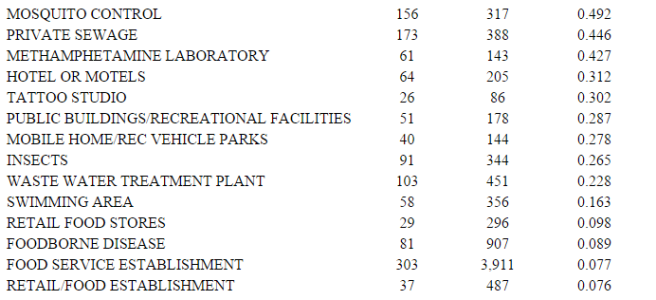 MOSQUITO CONTROL 156 317 0.492
PRIVATE SEWAGE 173 388 0.446
METHAMPHETAMINE LABORATORY 61 143 0.427
HOTEL OR MOTELS 64 205 0.312
TATTOO STUDIO 26 86 0.302
PUBLIC BUILDINGS/RECREATIONAL FACILITIES 51 178 0.287
MOBILE HOME/REC VEHICLE PARKS 40 144 0.278
INSECTS 91 344 0.265
WASTE WATER TREATMENT PLANT 103 451 0.228
SWIMMING AREA 58 356 0.163
RETAIL FOOD STORES 29 296 0.098
FOODBORNE DISEASE 81 907 0.089
FOOD SERVICE ESTABLISHMENT 303 3,911 0.077
RETAIL/FOOD ESTABLISHMENT 37 487 0.076